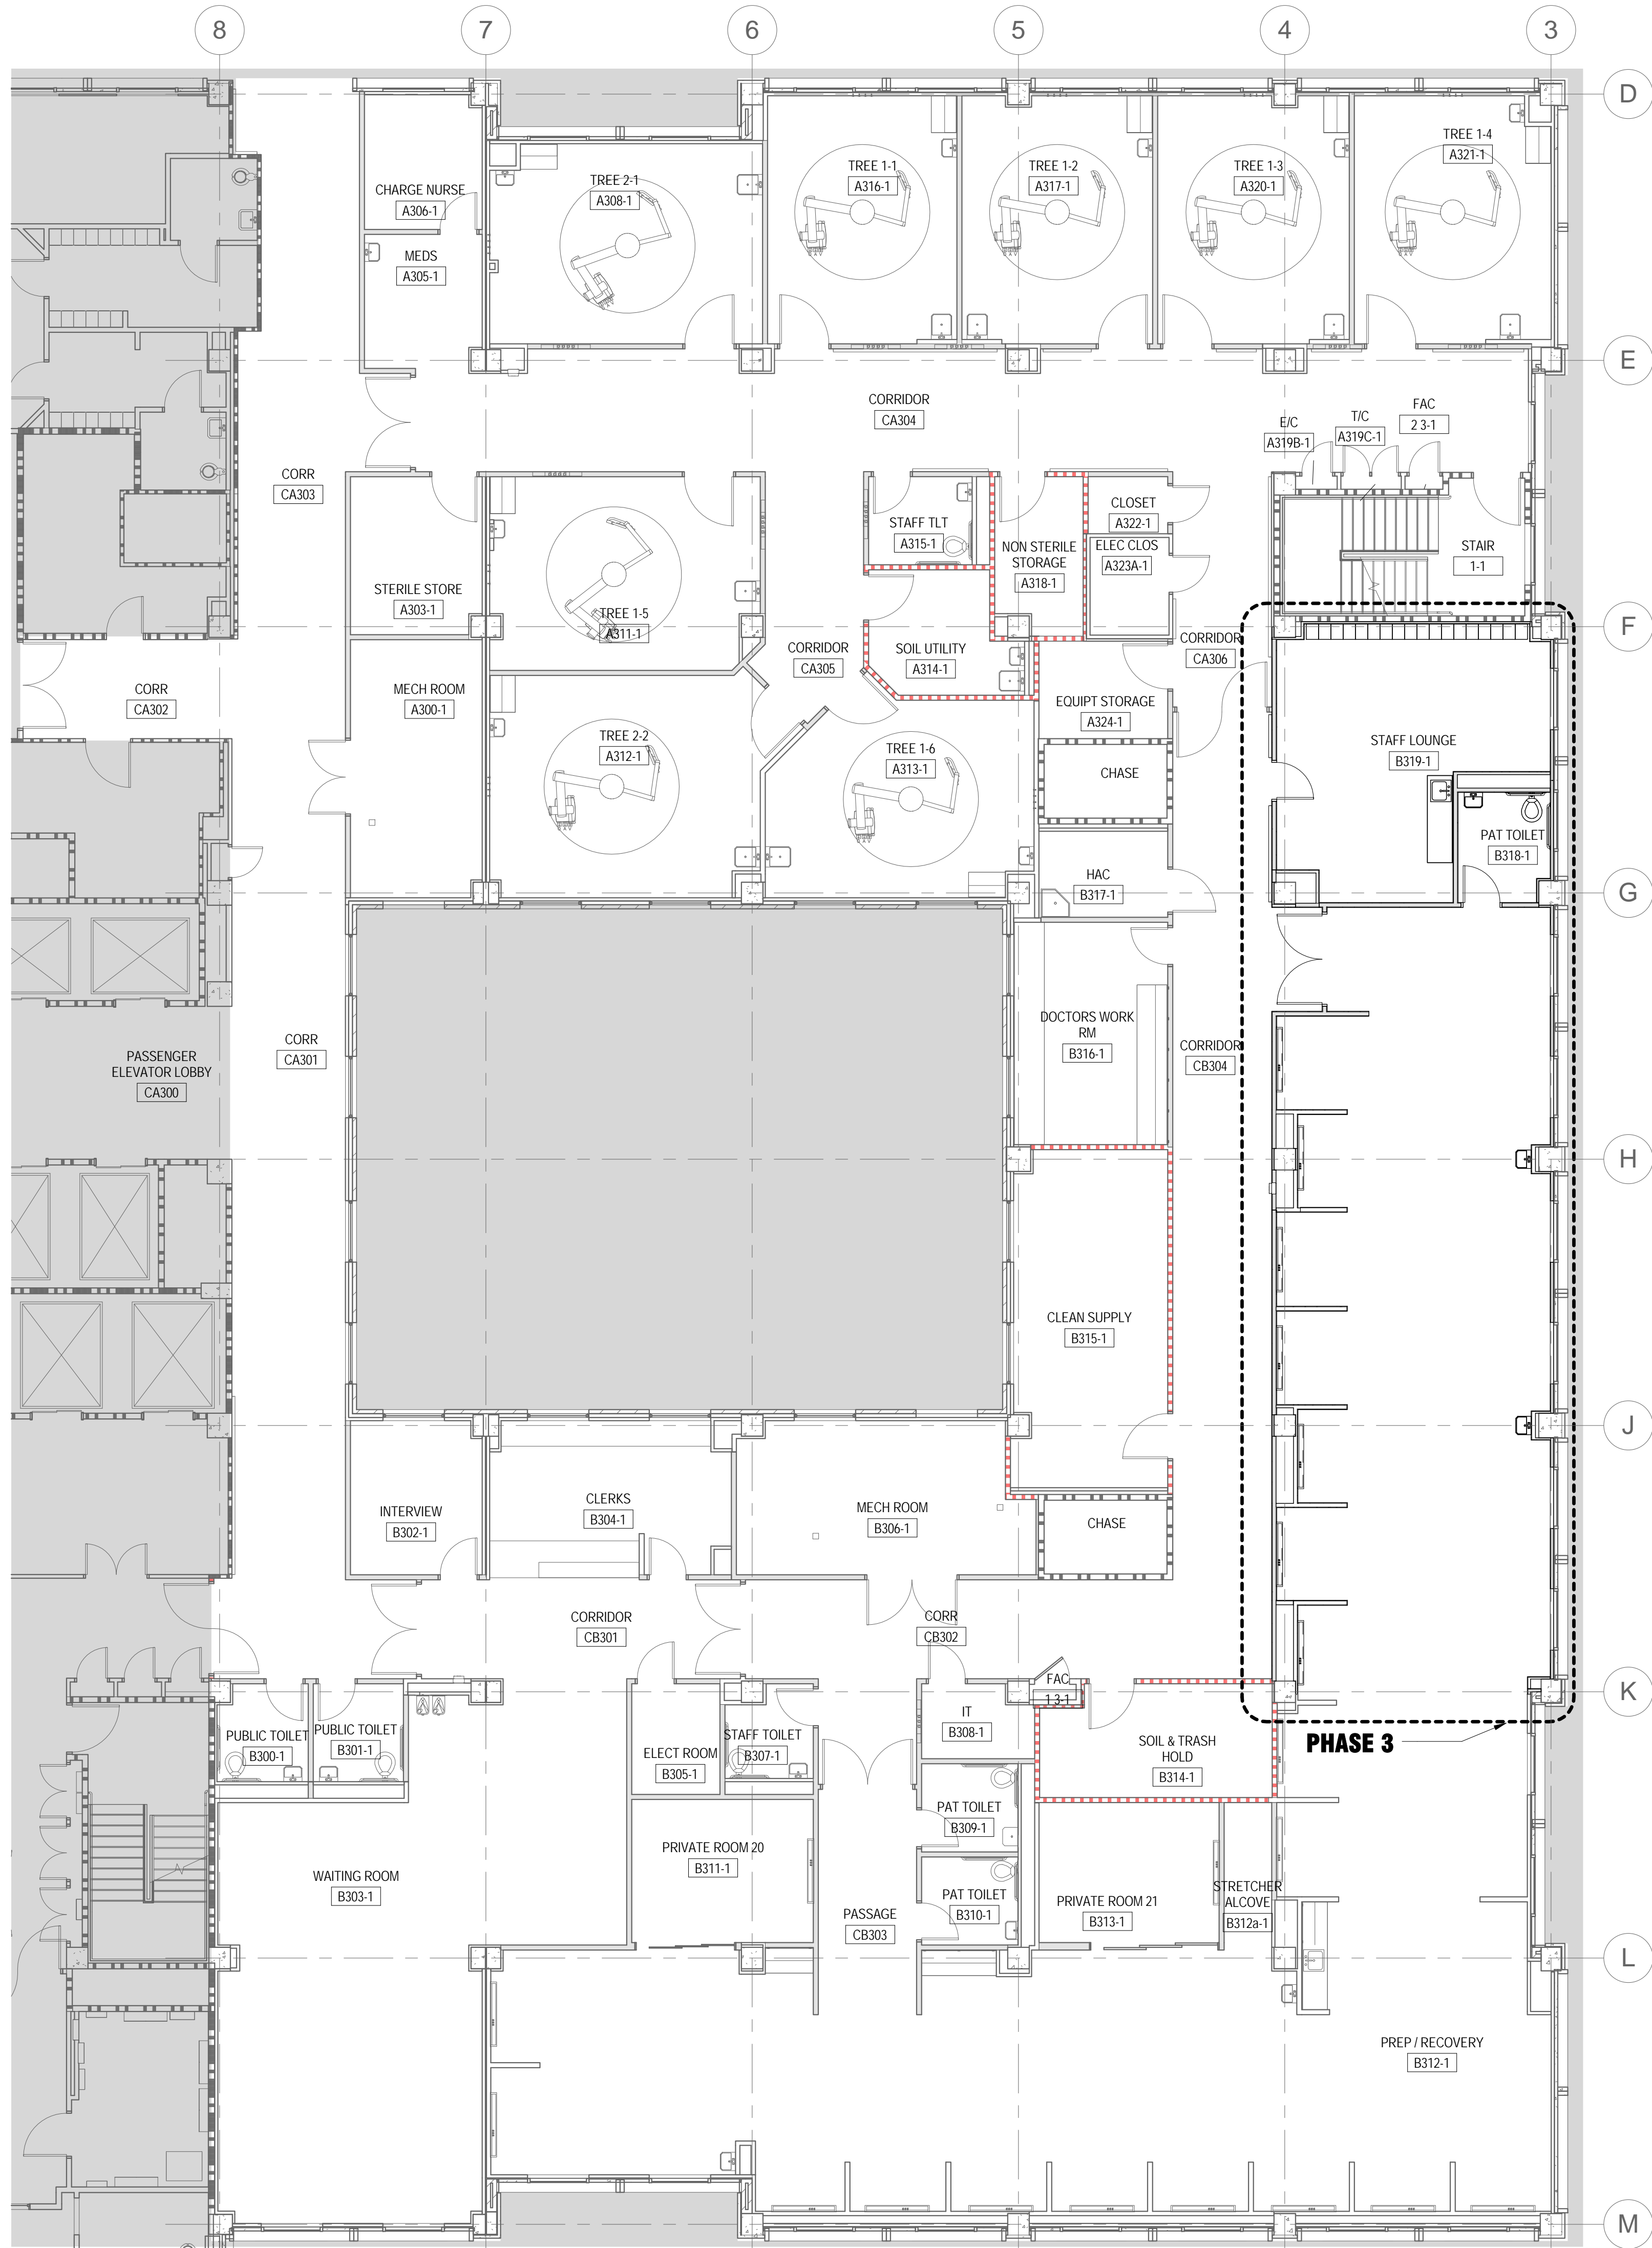 8
7
6
5
4
3
D
TREE 1-4
A321-1
TREE 1-1
A316-1
TREE 1-2
A317-1
TREE 1-3
A320-1
TREE 2-1
A308-1
CHARGE NURSE
A306-1
MEDS
A305-1
E
CORRIDOR
CA304
E/C
A319B-1
T/C
A319C-1
FAC
2 3-1
CORR
CA303
CLOSET
A322-1
STAFF TLT
A315-1
NON STERILE
STORAGE
A318-1
ELEC CLOS
A323A-1
STAIR
1-1
STERILE STORE
A303-1
TREE 1-5
A311-1
F
CORRIDOR
CA305
SOIL UTILITY
A314-1
CORRIDOR
CA306
CORR
CA302
MECH ROOM
A300-1
EQUIPT STORAGE
A324-1
TREE 2-2
A312-1
TREE 1-6
A313-1
STAFF LOUNGE
B319-1
CHASE
PAT TOILET
B318-1
HAC
B317-1
G
DOCTORS WORK
RM
B316-1
CORR
CA301
CORRIDOR
CB304
PASSENGER
ELEVATOR LOBBY
CA300
H
CLEAN SUPPLY
B315-1
J
INTERVIEW
B302-1
CLERKS
B304-1
MECH ROOM
B306-1
CHASE
CORRIDOR
CB301
CORR
CB302
FAC
1 3-1
K
PUBLIC TOILET
B300-1
PUBLIC TOILET
B301-1
ELECT ROOM
B305-1
STAFF TOILET
B307-1
IT
B308-1
SOIL & TRASH
HOLD
B314-1
PHASE 3
PAT TOILET
B309-1
PRIVATE ROOM 20
B311-1
WAITING ROOM
B303-1
PASSAGE
CB303
PAT TOILET
B310-1
PRIVATE ROOM 21
B313-1
STRETCHER
ALCOVE
B312a-1
L
PREP / RECOVERY
B312-1
M